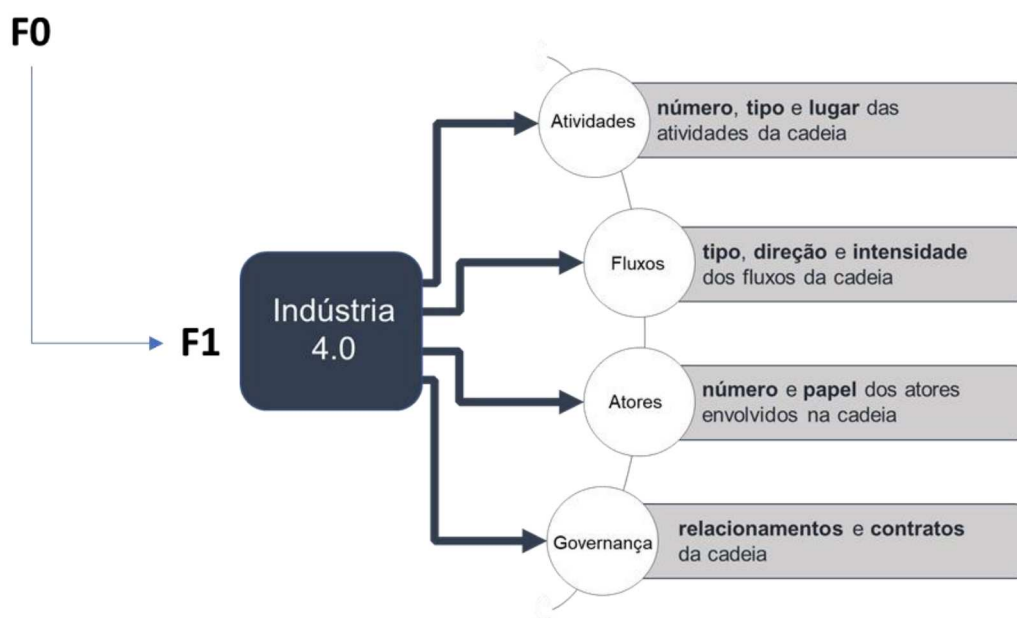 F0
Atividades
número, tipo e lugar das
atividades da cadeia
Fluxos
tipo, direção e intensidade
dos fluxos da cadeia
F1
Indústria
4.0
Atores
número e papel dos atores
envolvidos na cadeia
Governança
relacionamentos e contratos
da cadeia